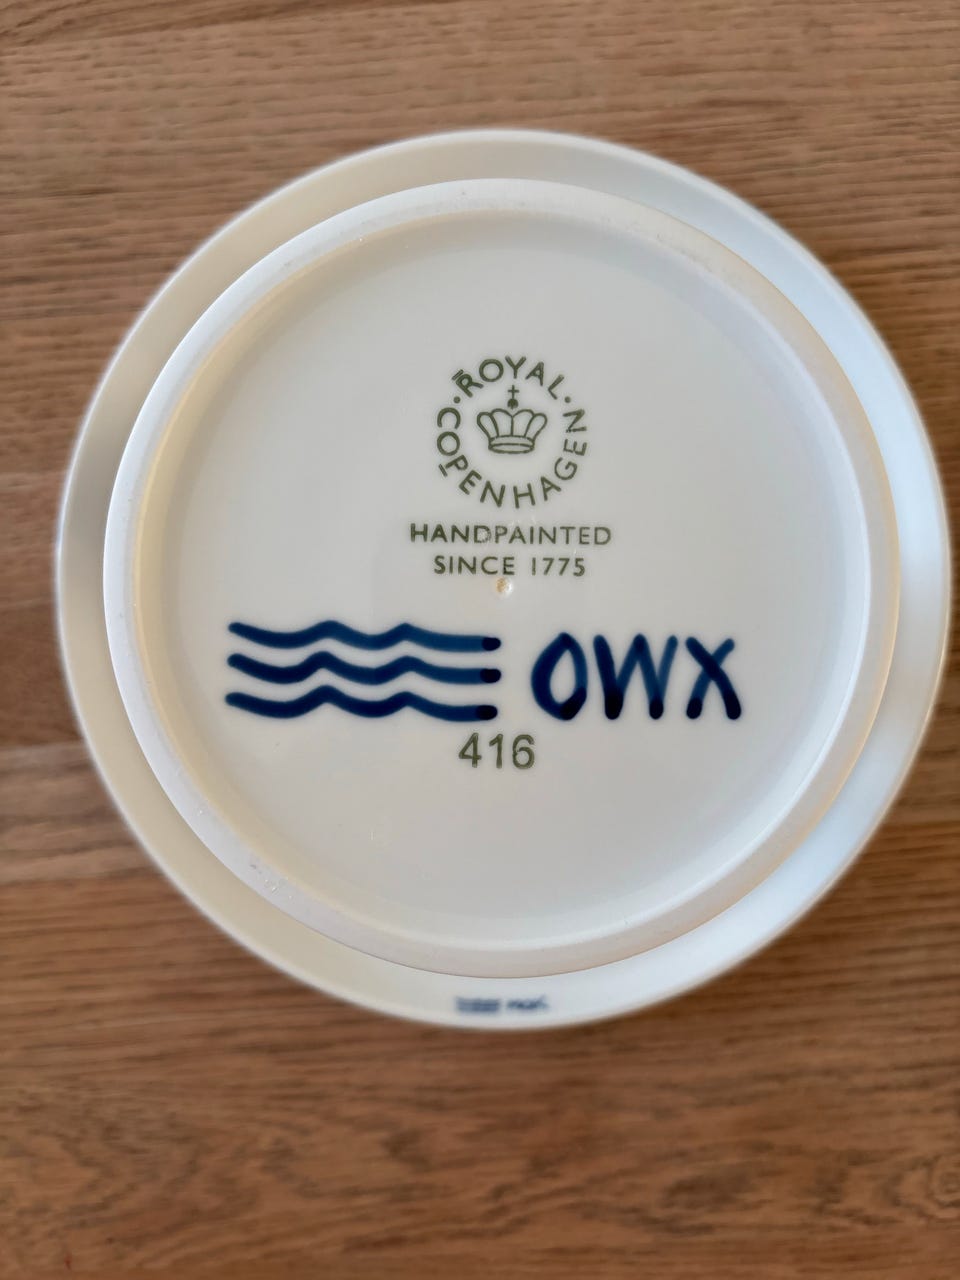 ROYAL
COPENHAGEN
HANDPAINTED
SINCE 1775
OWX
416